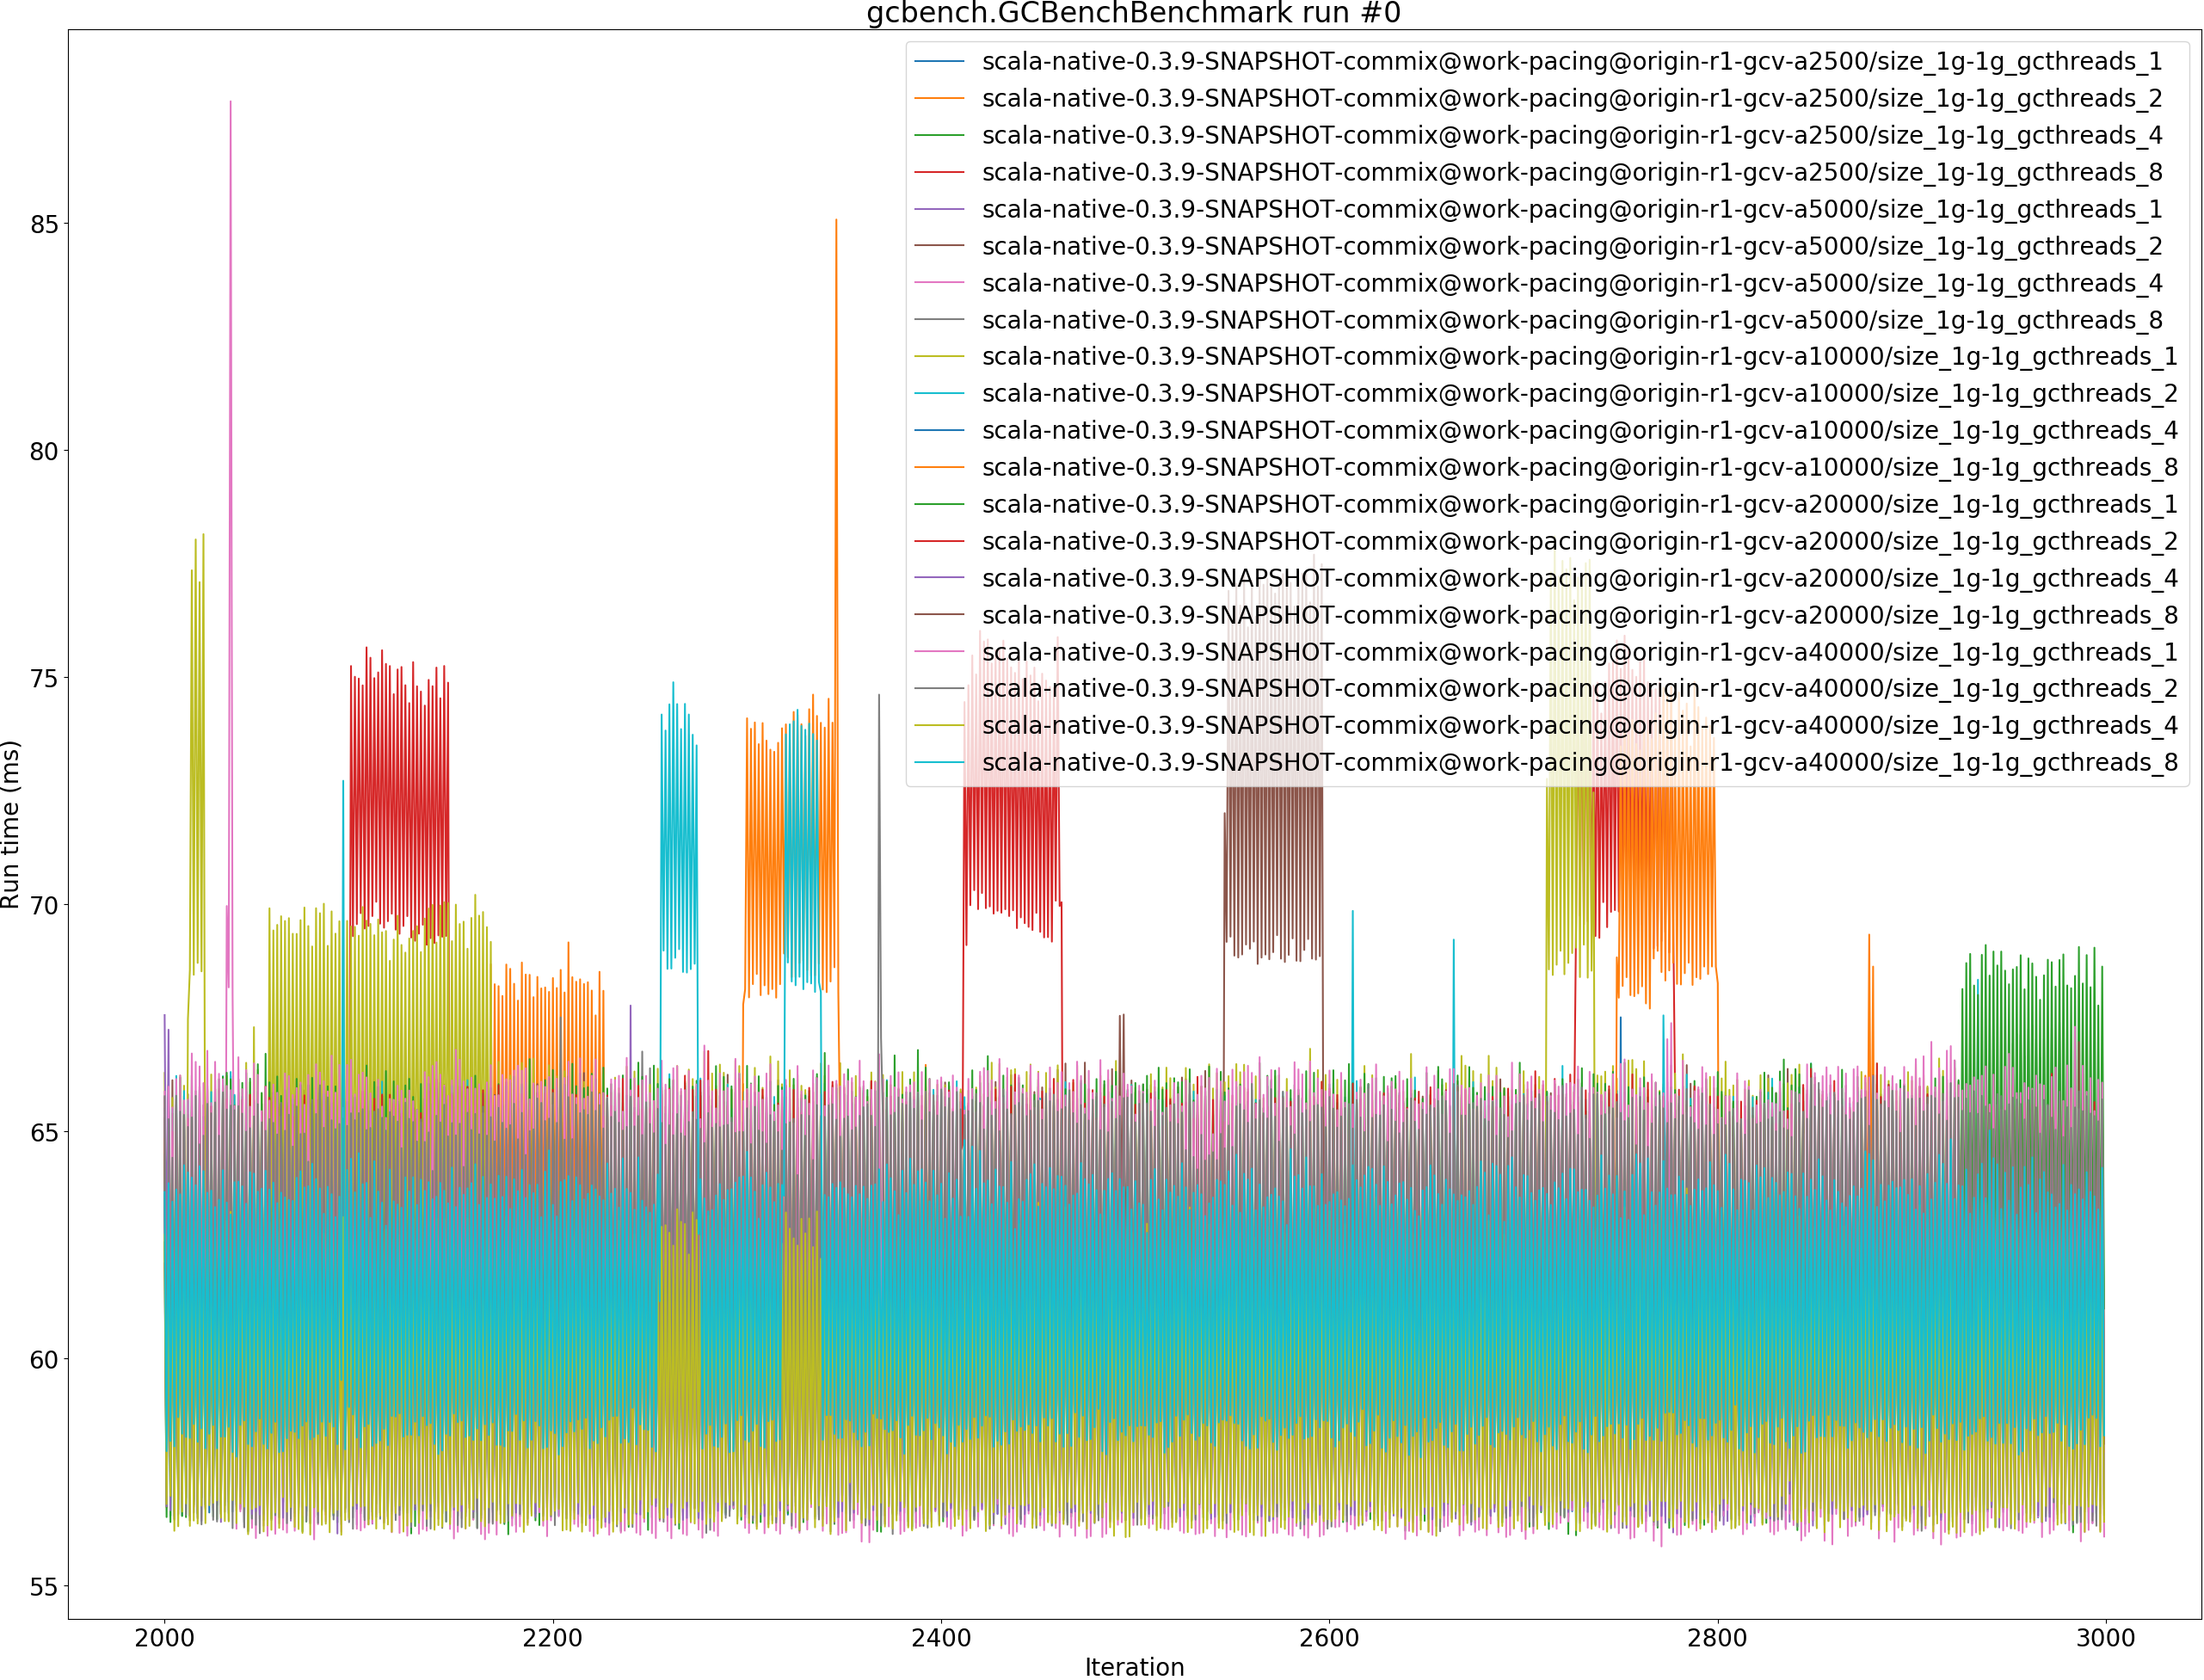 gcbench.GCBenchBenchmark run #0
scala-native-0.3.9-SNAPSHOT-commix@work-pacing@origin-r1-gcv-a2500/size_1g-1g_gcthreads_1
scala-native-0.3.9-SNAPSHOT-commix@work-pacing@origin-r1-gcv-a2500/size_1g-1g_gcthreads_2
scala-native-0.3.9-SNAPSHOT-commix@work-pacing@origin-r1-gcv-a2500/size_1g-1g_gcthreads_4
scala-native-0.3.9-SNAPSHOT-commix@work-pacing@origin-r1-gcv-a2500/size_1g-1g_gcthreads_8
scala-native-0.3.9-SNAPSHOT-commix@work-pacing@origin-r1-gcv-a5000/size_1g-1g_gcthreads_1
scala-native-0.3.9-SNAPSHOT-commix@work-pacing@origin-r1-gcv-a5000/size_1g-1g_gcthreads_2
scala-native-0.3.9-SNAPSHOT-commix@work-pacing@origin-r1-gcv-a5000/size_1g-1g_gcthreads_4
scala-native-0.3.9-SNAPSHOT-commix@work-pacing@origin-r1-gcv-a5000/size_1g-1g_gcthreads_8
scala-native-0.3.9-SNAPSHOT-commix@work-pacing@origin-r1-gcv-a10000/size_1g-1g_gcthreads_1
scala-native-0.3.9-SNAPSHOT-commix@work-pacing@origin-r1-gcv-a10000/size_1g-1g_gcthreads_2
scala-native-0.3.9-SNAPSHOT-commix@work-pacing@origin-r1-gcv-a10000/size_1g-1g_gcthreads_4
scala-native-0.3.9-SNAPSHOT-commix@work-pacing@origin-r1-gcv-a10000/size_1g-1g_gcthreads_8
scala-native-0.3.9-SNAPSHOT-commix@work-pacing@origin-r1-gcv-a20000/size_1g-1g_gcthreads_1
scala-native-0.3.9-SNAPSHOT-commix@work-pacing@origin-r1-gcv-a20000/size_1g-1g_gcthreads_2
scala-native-0.3.9-SNAPSHOT-commix@work-pacing@origin-r1-gcv-a20000/size_1g-1g_gcthreads_4
scala-native-0.3.9-SNAPSHOT-commix@work-pacing@origin-r1-gcv-a20000/size_1g-1g_gcthreads_8
scala-native-0.3.9-SNAPSHOT-commix@work-pacing@origin-r1-gcv-a40000/size_1g-1g_gcthreads_1
scala-native-0.3.9-SNAPSHOT-commix@work-pacing@origin-r1-gcv-a40000/size_1g-1g_gcthreads_2
scala-native-0.3.9-SNAPSHOT-commix@work-pacing@origin-r1-gcv-a40000/size_1g-1g_gcthreads_4
scala-native-0.3.9-SNAPSHOT-commix@work-pacing@origin-r1-gcv-a40000/size_1g-1g_gcthreads_8
85
80
75
70
65
60
55
Run time (ms)
2000
2200
2400
2600
2800
3000
Iteration